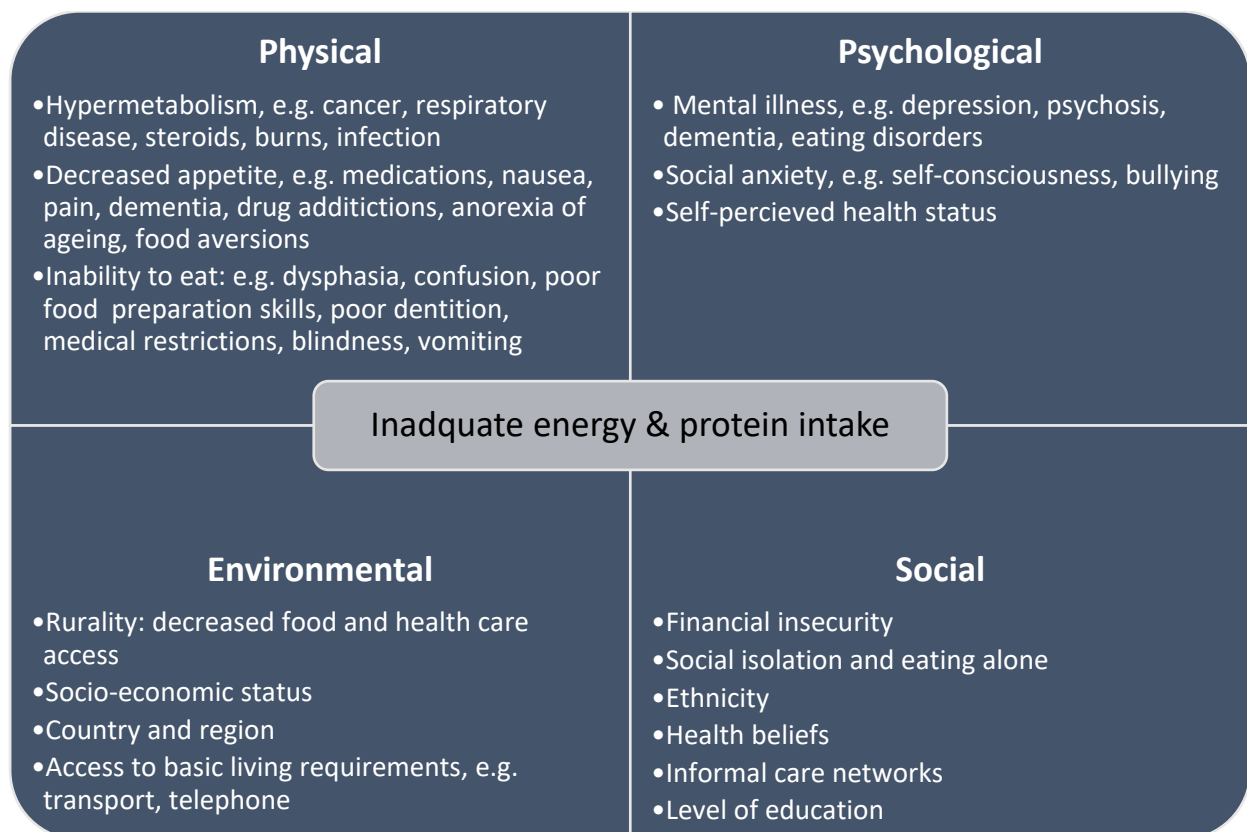 Physical
•Hypermetabolism, e.g. cancer, respiratory
disease, steroids, burns, infection
•Decreased appetite, e.g. medications, nausea,
pain, dementia, drug additictions, anorexia of
ageing, food aversions
•Inability to eat: e.g. dysphasia, confusion, poor
food preparation skills, poor dentition,
medical restrictions, blindness, vomiting
Psychological
• Mental illness, e.g. depression, psychosis,
dementia, eating disorders
•Social anxiety, e.g. self-consciousness, bullying
•Self-percieved health status
Inadquate energy & protein intake
Environmental
•Rurality: decreased food and health care
access
•Socio-economic status
•Country and region
•Access to basic living requirements, e.g.
transport, telephone
Social
•Financial insecurity
•Social isolation and eating alone
•Ethnicity
•Health beliefs
•Informal care networks
•Level of education